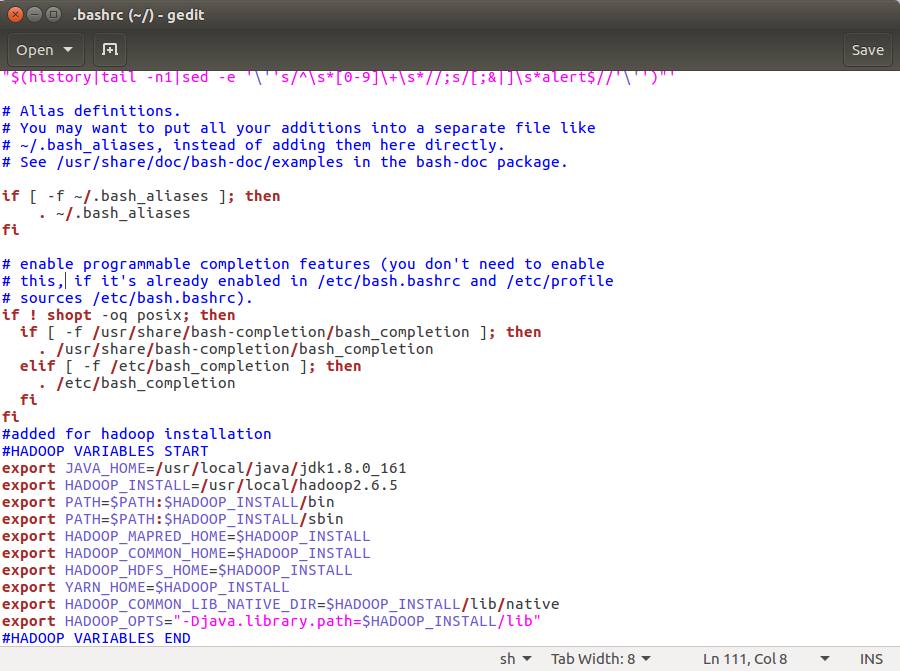 .bashrc (~/) - gedit
Open
Save
"$(history|tail -n1|sed -e '\''s/^\s*[0-9]\+\s*//;s/[;&|]\s*alert$//'\'')"'
# Alias definitions.
# You may want to put all your additions into a separate file like
# ~/.bash_aliases, instead of adding them here directly.
# See /usr/share/doc/bash-doc/examples in the bash-doc package.
if [ -f ~/.bash_aliases ]; then
    . ~/.bash_aliases
fi
# enable programmable completion features (you don't need to enable
# this, if it's already enabled in /etc/bash.bashrc and /etc/profile
# sources /etc/bash.bashrc).
if ! shopt -oq posix; then
  if [ -f /usr/share/bash-completion/bash_completion ]; then
    . /usr/share/bash-completion/bash_completion
  elif [ -f /etc/bash_completion ]; then
    . /etc/bash_completion
  fi
fi
#added for hadoop installation
#HADOOP VARIABLES START
export JAVA_HOME=/usr/local/java/jdk1.8.0_161
export HADOOP_INSTALL=/usr/local/hadoop2.6.5
export PATH=$PATH:$HADOOP_INSTALL/bin
export PATH=$PATH:$HADOOP_INSTALL/sbin
export HADOOP_MAPRED_HOME=$HADOOP_INSTALL
export HADOOP_COMMON_HOME=$HADOOP_INSTALL
export HADOOP_HDFS_HOME=$HADOOP_INSTALL
export YARN_HOME=$HADOOP_INSTALL
export HADOOP_COMMON_LIB_NATIVE_DIR=$HADOOP_INSTALL/lib/native
export HADOOP_OPTS="-Djava.library.path=$HADOOP_INSTALL/lib"
#HADOOP VARIABLES END
sh Tab Width: 8 Ln 111, Col 8 INS